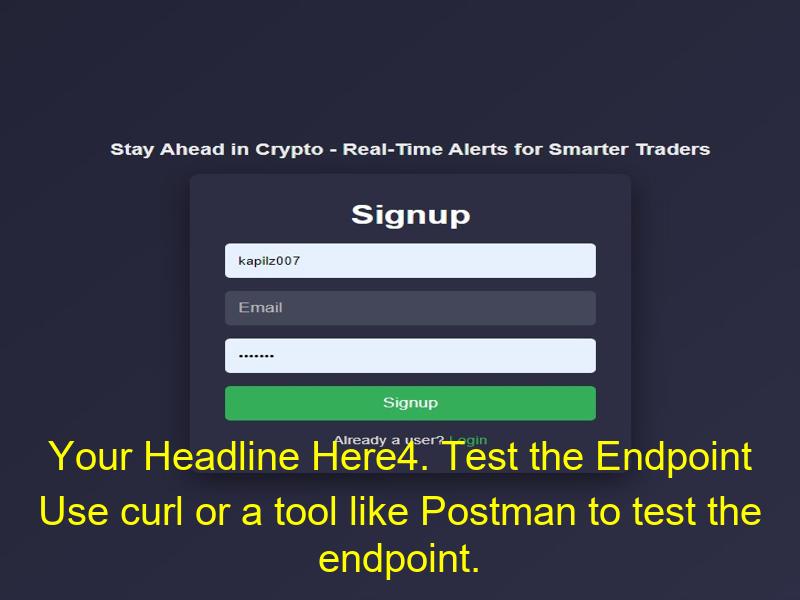 Stay Ahead in Crypto - Real-Time Alerts for Smarter Traders
Signup
kapilz007
Email
•••••••
Signup
Already a user? Login
Your Headline Here4. Test the Endpoint
Use curl or a tool like Postman to test the
endpoint.